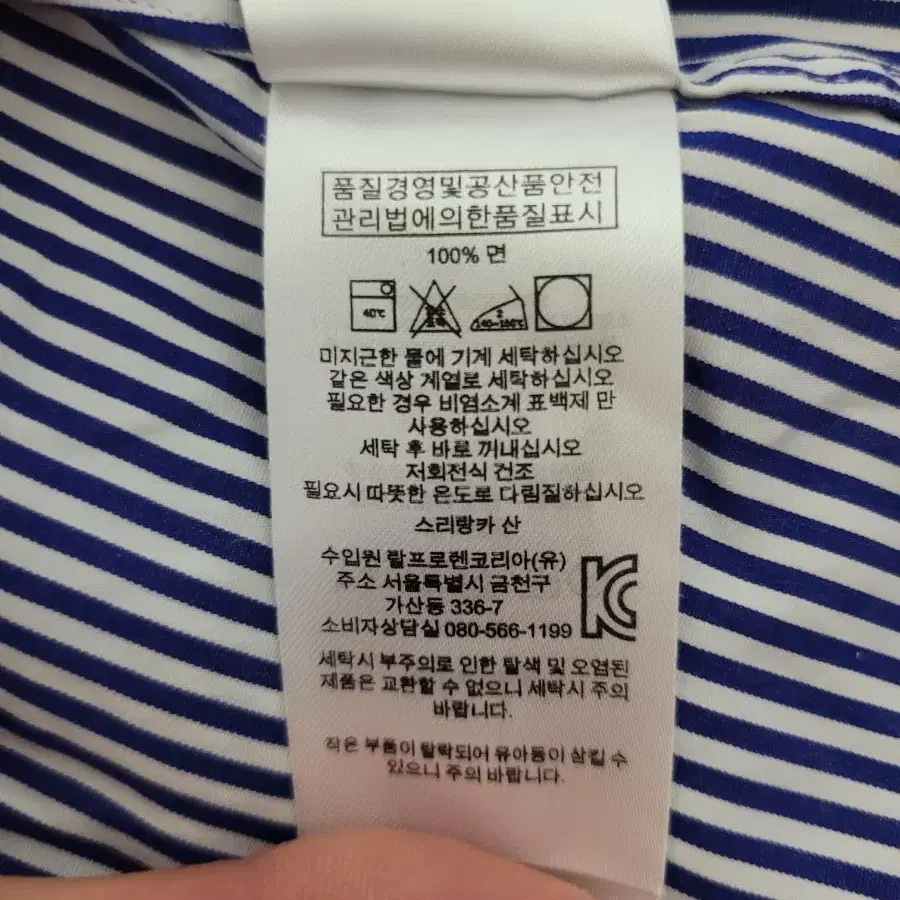 품질경영및공산품안전
관리법에의한품질표시
100% 면
40℃
염소
표백
2
140~160℃
미지근한 물에 기계 세탁하십시오
같은 색상 계열로 세탁하십시오
필요한 경우 비염소계 표백제 만
사용하십시오
세탁 후 바로 꺼내십시오
저회전식 건조
필요시 따뜻한 온도로 다림질하십시오
스리랑카 산
수입원 랄프로렌코리아(유)
주소 서울특별시 금천구
가산동 336-7
소비자상담실 080-566-1199
세탁시 부주의로 인한 탈색 및 오염된
제품은 교환할 수 없으니 세탁시 주의
바랍니다.
작은 부품이 탈락되어 유아동이 삼킬 수
있으니 주의 바랍니다.